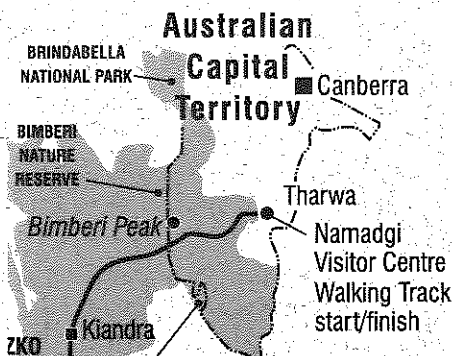 Australian
Capital
Territory
BRINDABELLA
NATIONAL PARK
Canberra
BIMBERI
NATURE
RESERVE
Tharwa
Bimberi Peak
Namadgi
Visitor Centre
Walking Track
start/finish
Kiandra
ZKO